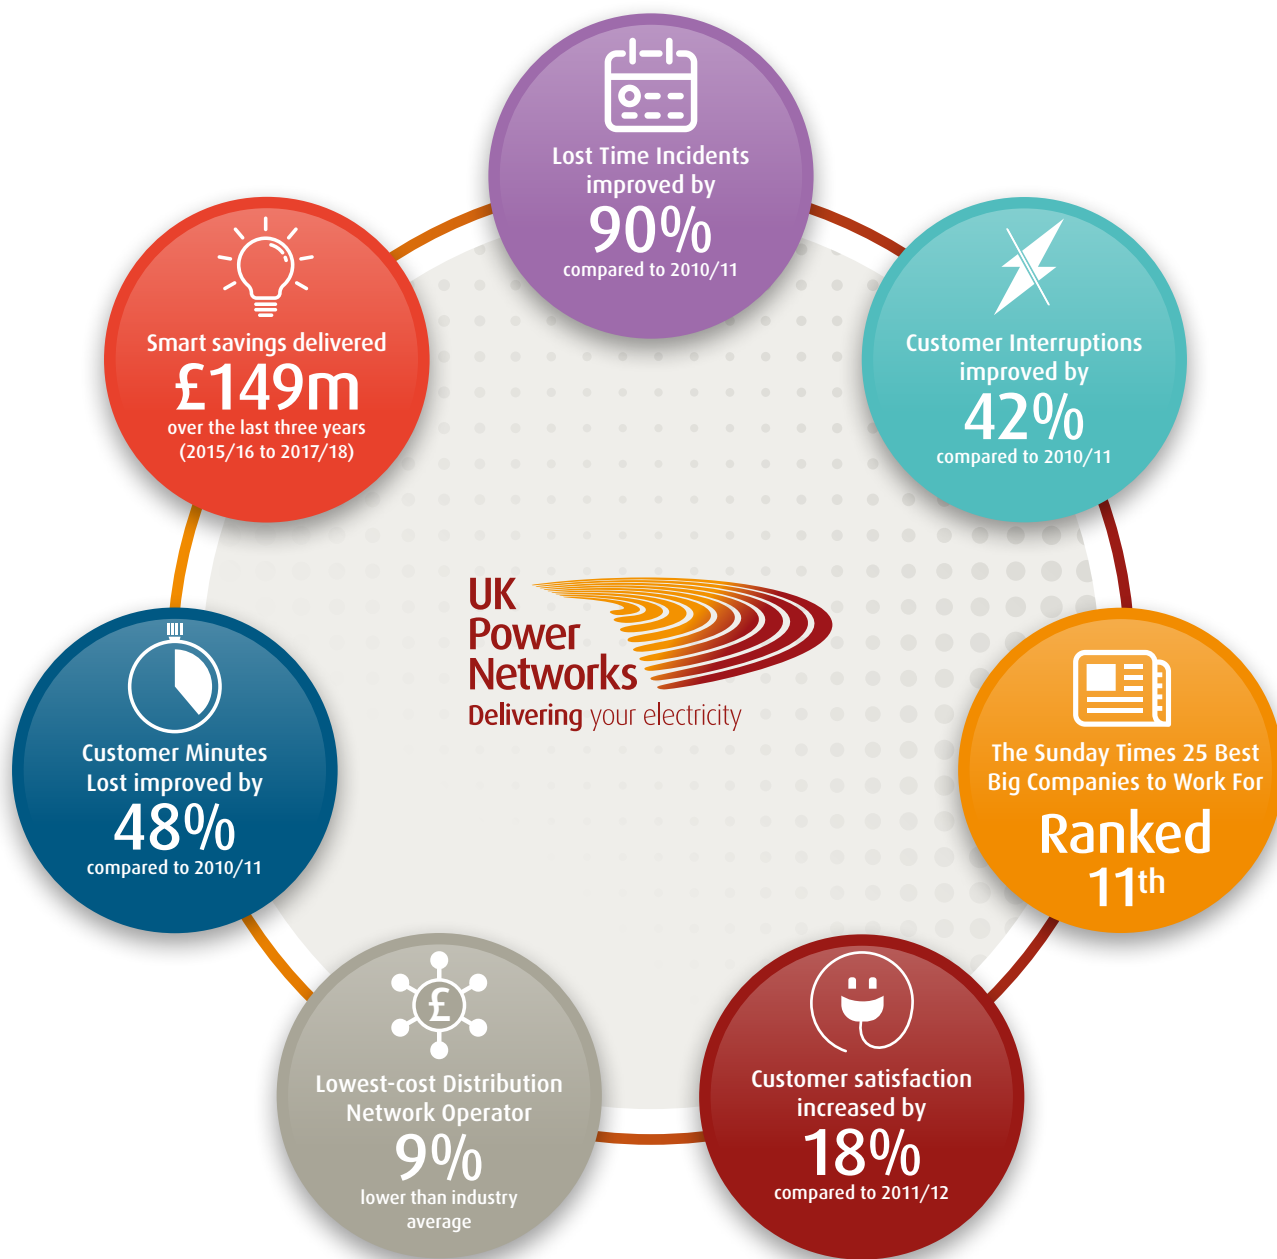 Lost Time Incidents
improved by
90%
compared to 2010/11
Smart savings delivered
£149m
over the last three years
(2015/16 to 2017/18)
Customer Interruptions
improved by
42%
compared to 2010/11
UK
Power
Networks
Delivering your electricity
Customer Minutes
Lost improved by
48%
compared to 2010/11
The Sunday Times 25 Best
Big Companies to Work For
Ranked
11th
£
Lowest-cost Distribution
Network Operator
9%
lower than industry
average
Customer satisfaction
increased by
18%
compared to 2011/12